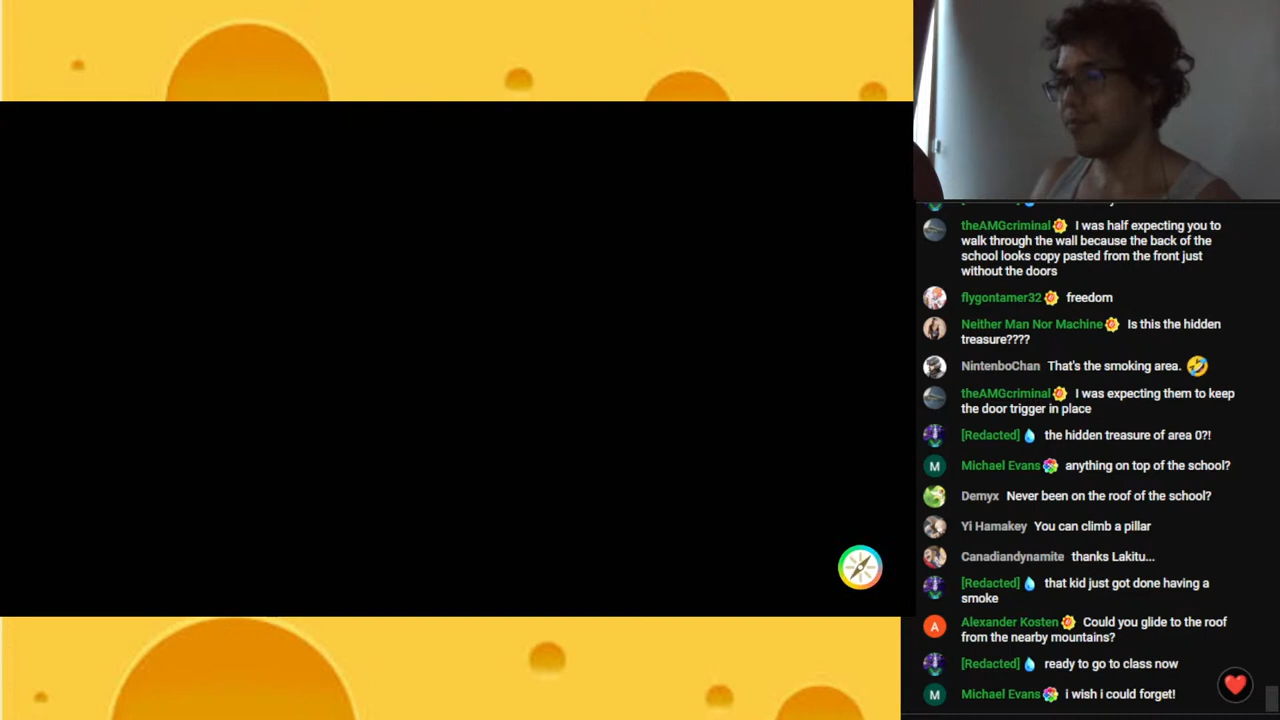 theAMGcriminal I was half expecting you to
walk through the wall because the back of the
school looks copy pasted from the front just
without the doors
flygontamer32 freedom
Neither Man Nor Machine Is this the hidden
treasure????
NintenboChan That's the smoking area. 🤣
theAMGcriminal I was expecting them to keep
the door trigger in place
[Redacted] the hidden treasure of area 0?!
M
Michael Evans anything on top of the school?
Demyx Never been on the roof of the school?
Yi Hamakey You can climb a pillar
Canadiandynamite thanks Lakitu...
[Redacted] that kid just got done having a
smoke
A
Alexander Kosten Could you glide to the roof
from the nearby mountains?
[Redacted] ready to go to class now
M
Michael Evans i wish i could forget!